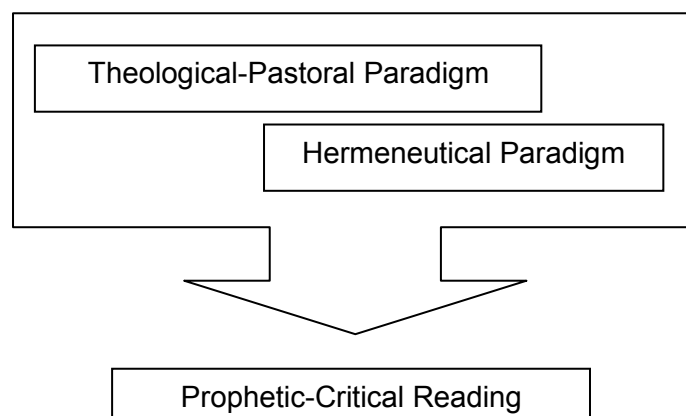 Theological-Pastoral Paradigm
Hermeneutical Paradigm
Prophetic-Critical Reading